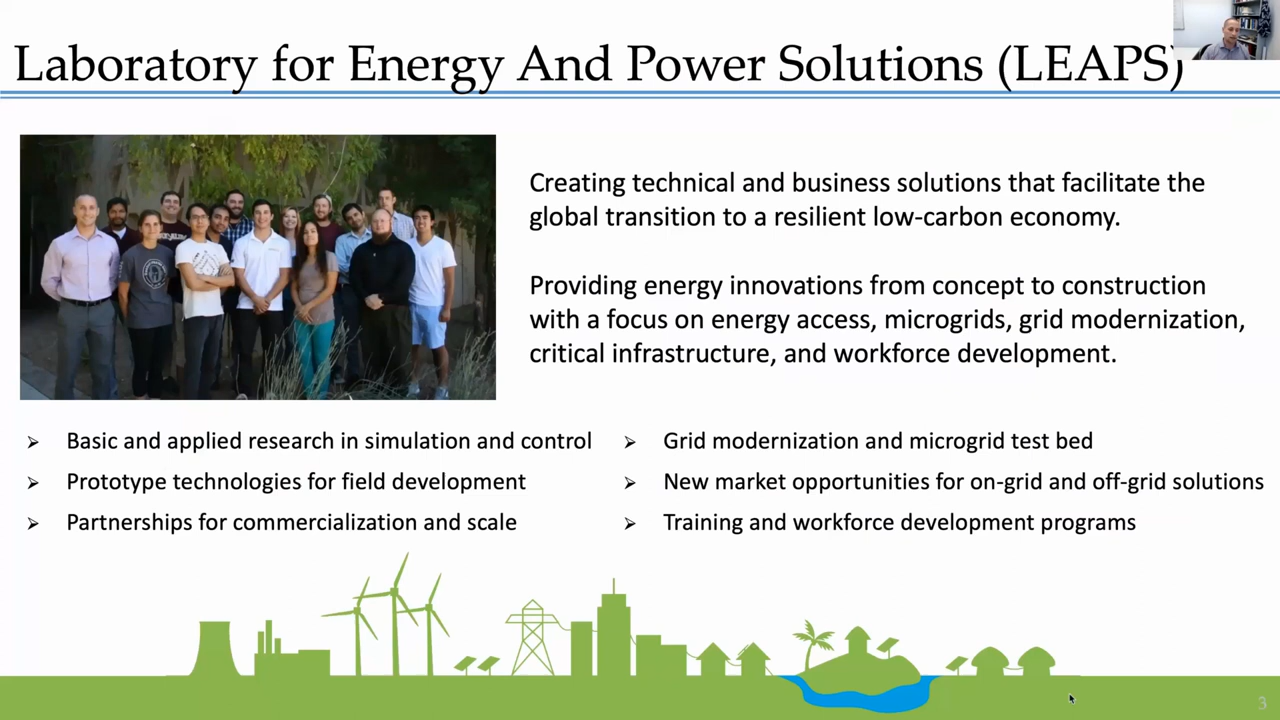 Laboratory for Energy And Power Solutions (LEAPS)
Creating technical and business solutions that facilitate the
global transition to a resilient low-carbon economy.
Providing energy innovations from concept to construction
with a focus on energy access, microgrids, grid modernization,
critical infrastructure, and workforce development.
➢ Basic and applied research in simulation and control
➢ Prototype technologies for field development
➢ Partnerships for commercialization and scale
➢ Grid modernization and microgrid test bed
➢ New market opportunities for on-grid and off-grid solutions
➢ Training and workforce development programs
3